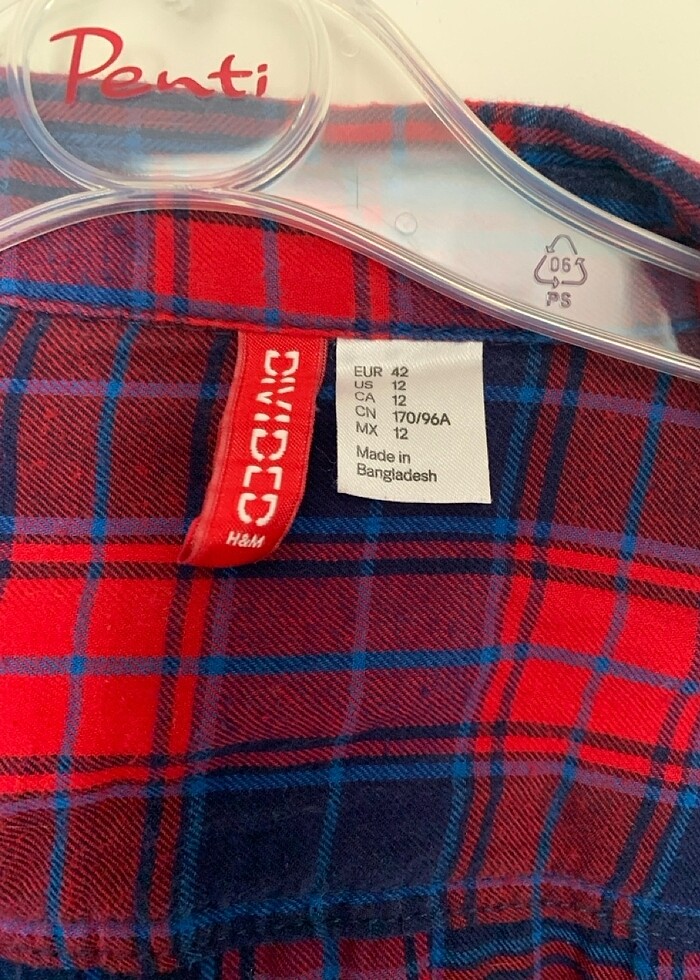 Penti
06
PS
DIVIDED
H&M
EUR 42
US 12
CA 12
CN 170/96A
MX 12
Made in
Bangladesh